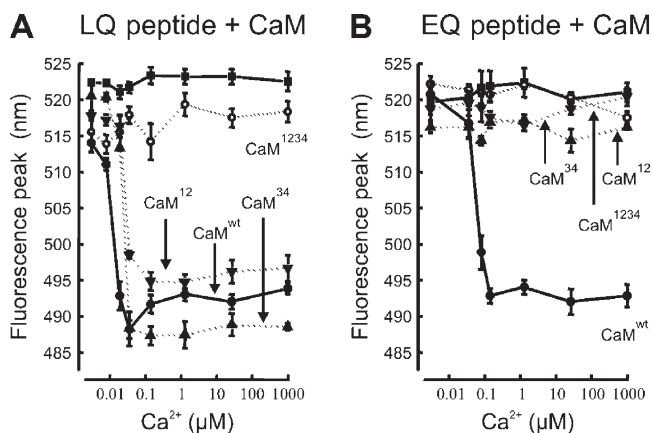 A LQ peptide + CaM
Fluorescence peak (nm)
525
520
515
510
505
500
495
490
485
CaM¹²³⁴
CaM¹²
CaMʷᵗ
CaM³⁴
0.01 0.1 1 10 100 1000
Ca²⁺ (μM)
B EQ peptide + CaM
Fluorescence peak (nm)
525
520
515
510
505
500
495
490
485
CaM³⁴
CaM¹²
CaM¹²³⁴
CaMʷᵗ
0.01 0.1 1 10 100 1000
Ca²⁺ (μM)